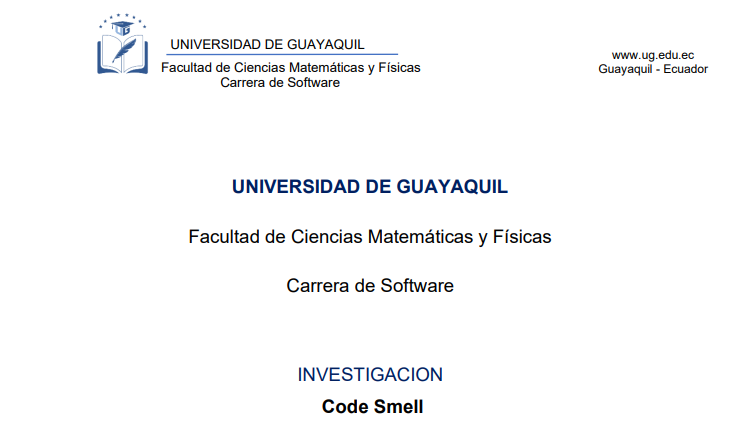 UNIVERSIDAD DE GUAYAQUIL
Facultad de Ciencias Matemáticas y Físicas
Carrera de Software
www.ug.edu.ec
Guayaquil - Ecuador
UNIVERSIDAD DE GUAYAQUIL
Facultad de Ciencias Matemáticas y Físicas
Carrera de Software
INVESTIGACION
Code Smell